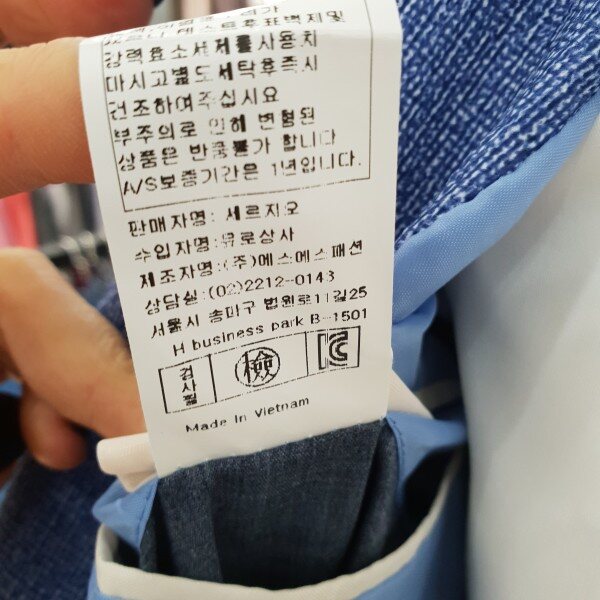 강력효소세제를사용치
마시고별도세탁후즉시
건조하여주십시요
부주의로 인해 변형된
상품은 반품불가 합니다
A/S보증기간은 1년입니다.
판매자명: 세르지오
수입자명:유로상사
제조자명:(주)에스에스패션
상담실:(02)2212-0143
서울시 송파구 법원로11길25
H business park B-1501
검사필 檢 KC
Made in Vietnam